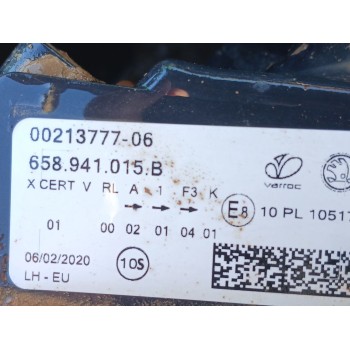 00213777-06
658.941.015.B
X CERT V RL A 1 F3 K
01 00 02 01 04 01
varroc
E8 10 PL 10517
06/02/2020
10S
LH - EU